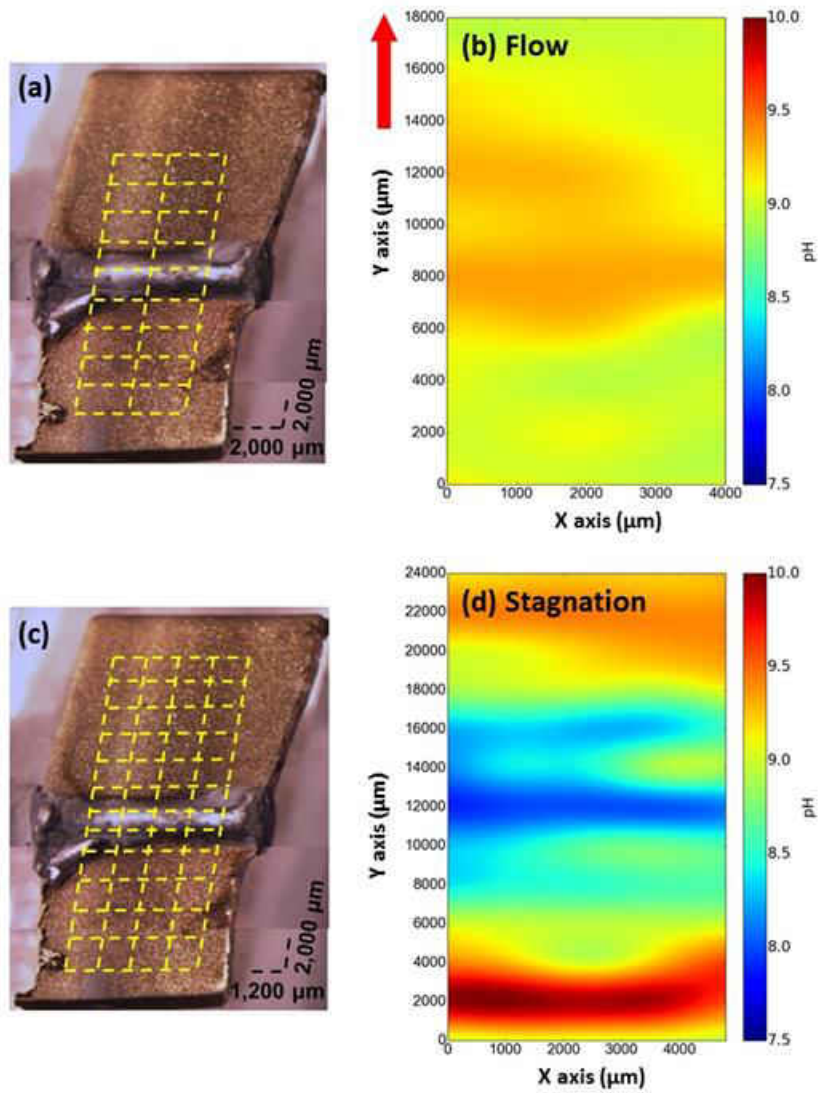 (a)
2,000 µm
2,000 µm
(b) Flow
18000
16000
14000
12000
10000
8000
6000
4000
2000
0
0 1000 2000 3000 4000
Y axis (µm)
X axis (µm)
10.0
9.5
9.0
8.5
8.0
7.5
pH
(c)
2,000 µm
1,200 µm
(d) Stagnation
24000
22000
20000
18000
16000
14000
12000
10000
8000
6000
4000
2000
0
0 1000 2000 3000 4000
Y axis (µm)
X axis (µm)
10.0
9.5
9.0
8.5
8.0
7.5
pH